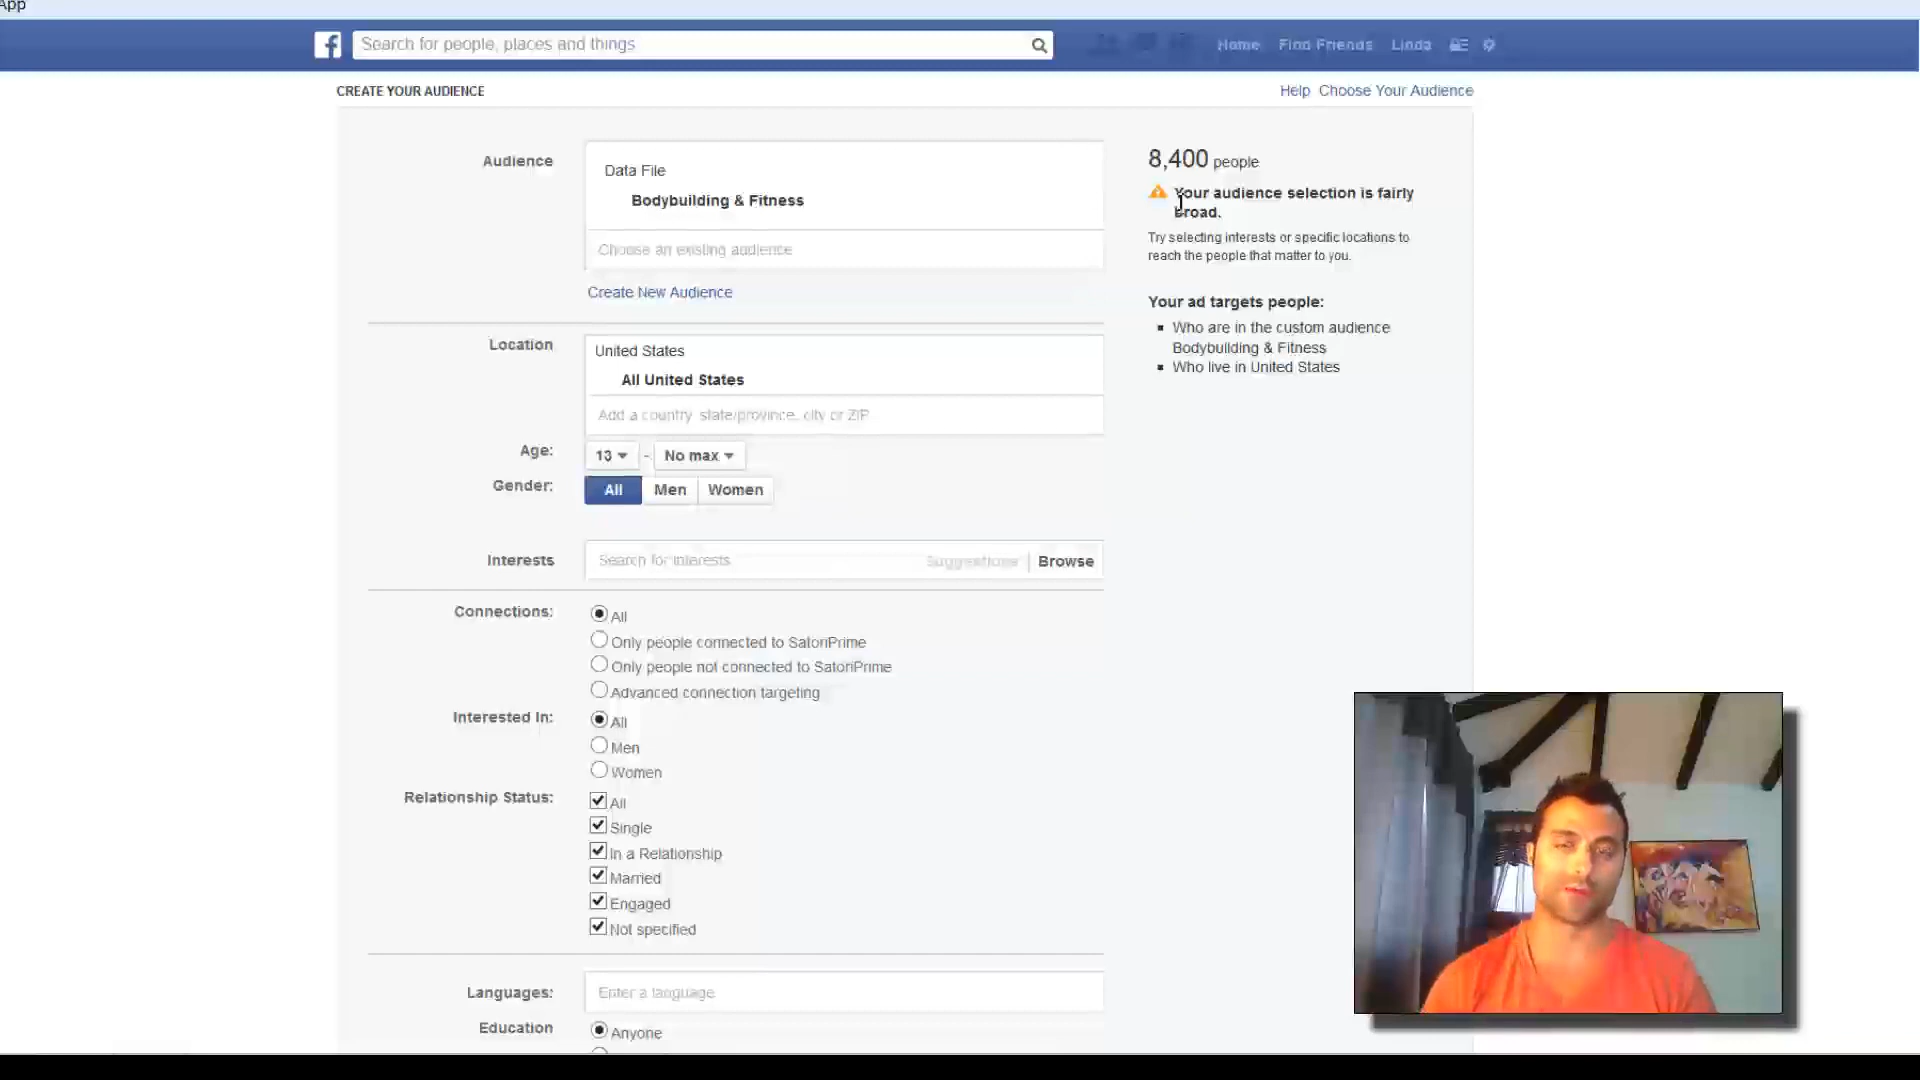 App
Search for people, places and things
Home Find Friends Linda
CREATE YOUR AUDIENCE
Help Choose Your Audience
Audience
Data File
Bodybuilding & Fitness
Choose an existing audience
Create New Audience
8,400 people
Your audience selection is fairly
broad.
Try selecting interests or specific locations to
reach the people that matter to you.
Your ad targets people:
Who are in the custom audience
Bodybuilding & Fitness
Who live in United States
Location
United States
All United States
Add a country, state/province, city or ZIP
Age:
13 - No max
Gender:
All Men Women
Interests
Search for interests Suggestions Browse
Connections:
All
Only people connected to SatoriPrime
Only people not connected to SatoriPrime
Advanced connection targeting
Interested In:
All
Men
Women
Relationship Status:
All
Single
In a Relationship
Married
Engaged
Not specified
Languages:
Enter a language
Education
Anyone